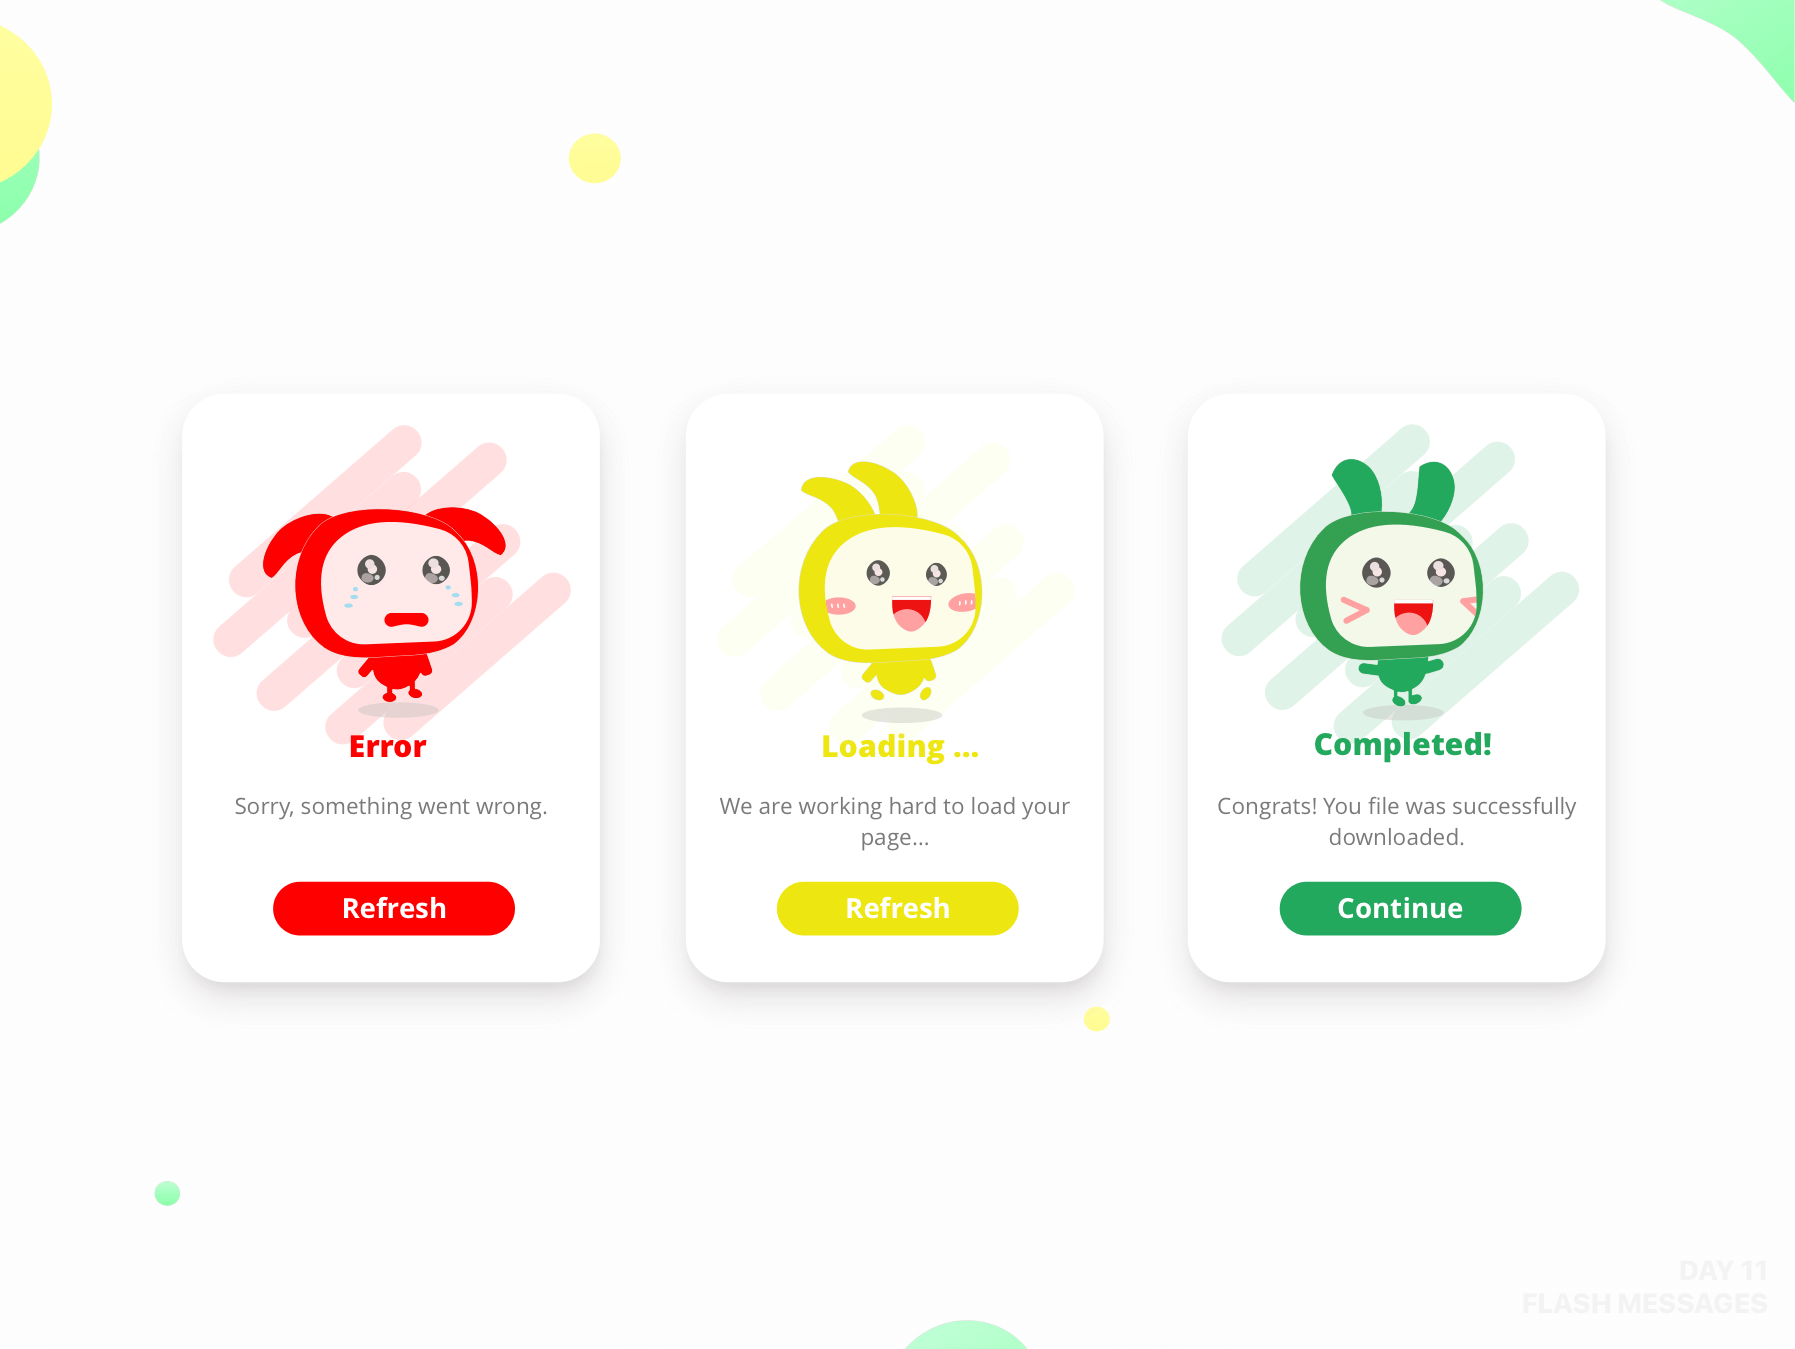 Error
Sorry, something went wrong.
Refresh
Loading ...
We are working hard to load your
page...
Refresh
Completed!
Congrats! You file was successfully
downloaded.
Continue
DAY 11
FLASH MESSAGES